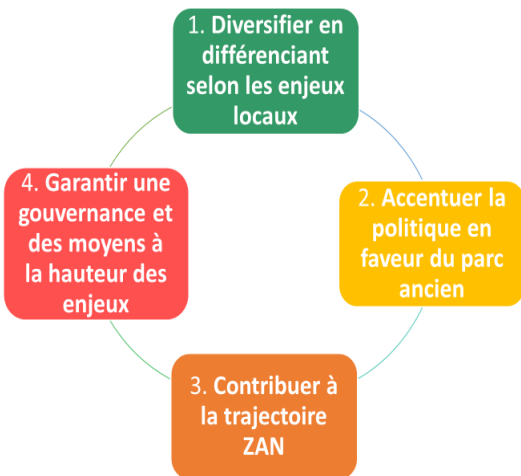 1. Diversifier en
différenciant
selon les enjeux
locaux
2. Accentuer la
politique en
faveur du parc
ancien
3. Contribuer à
la trajectoire
ZAN
4. Garantir une
gouvernance et
des moyens à
la hauteur des
enjeux